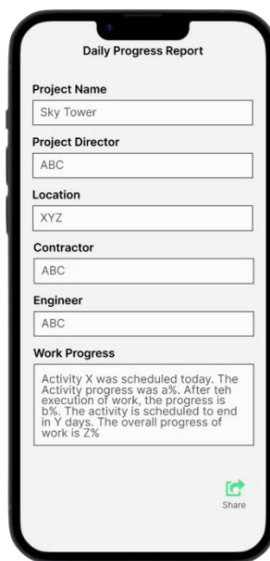 Daily Progress Report
Project Name
Sky Tower
Project Director
ABC
Location
XYZ
Contractor
ABC
Engineer
ABC
Work Progress
Activity X was scheduled today. The
Activity progress was a%. After teh
execution of work, the progress is
b%. The activity is scheduled to end
in Y days. The overall progress of
work is Z%
Share